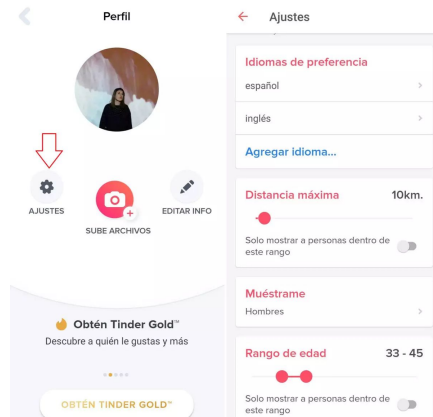 Perfil
AJUSTES
SUBE ARCHIVOS
EDITAR INFO
Obtén Tinder Gold™
Descubre a quién le gustas y más
OBTÉN TINDER GOLD™
Ajustes
Idiomas de preferencia
español
inglés
Agregar idioma...
Distancia máxima 10km.
Solo mostrar a personas dentro de
este rango
Muéstrame
Hombres
Rango de edad 33 - 45
Solo mostrar a personas dentro de
este rango